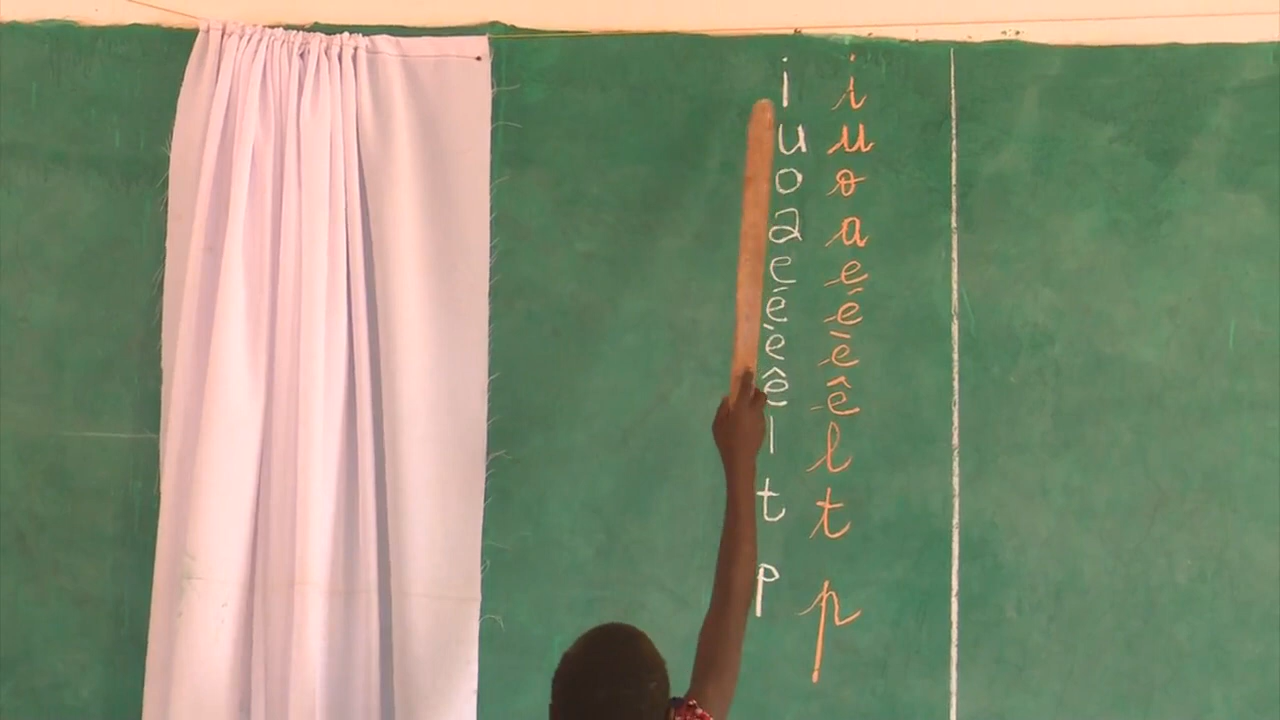 i i
u u
o o
a a
e e
é é
è è
ê ê
l l
t t
p p